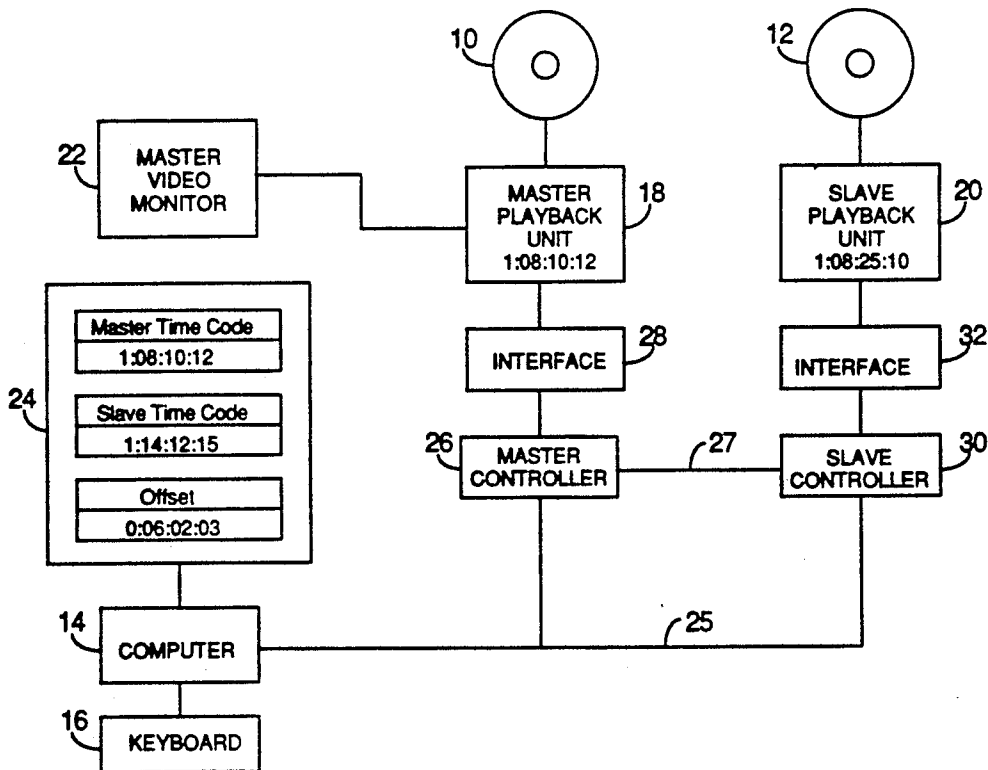 10
12
22
MASTER
VIDEO
MONITOR
MASTER
PLAYBACK
UNIT
1:08:10:12
18
SLAVE
PLAYBACK
UNIT
1:08:25:10
20
24
Master Time Code
1:08:10:12
Slave Time Code
1:14:12:15
Offset
0:06:02:03
INTERFACE
28
INTERFACE
32
26
MASTER
CONTROLLER
27
SLAVE
CONTROLLER
30
14
COMPUTER
25
16
KEYBOARD